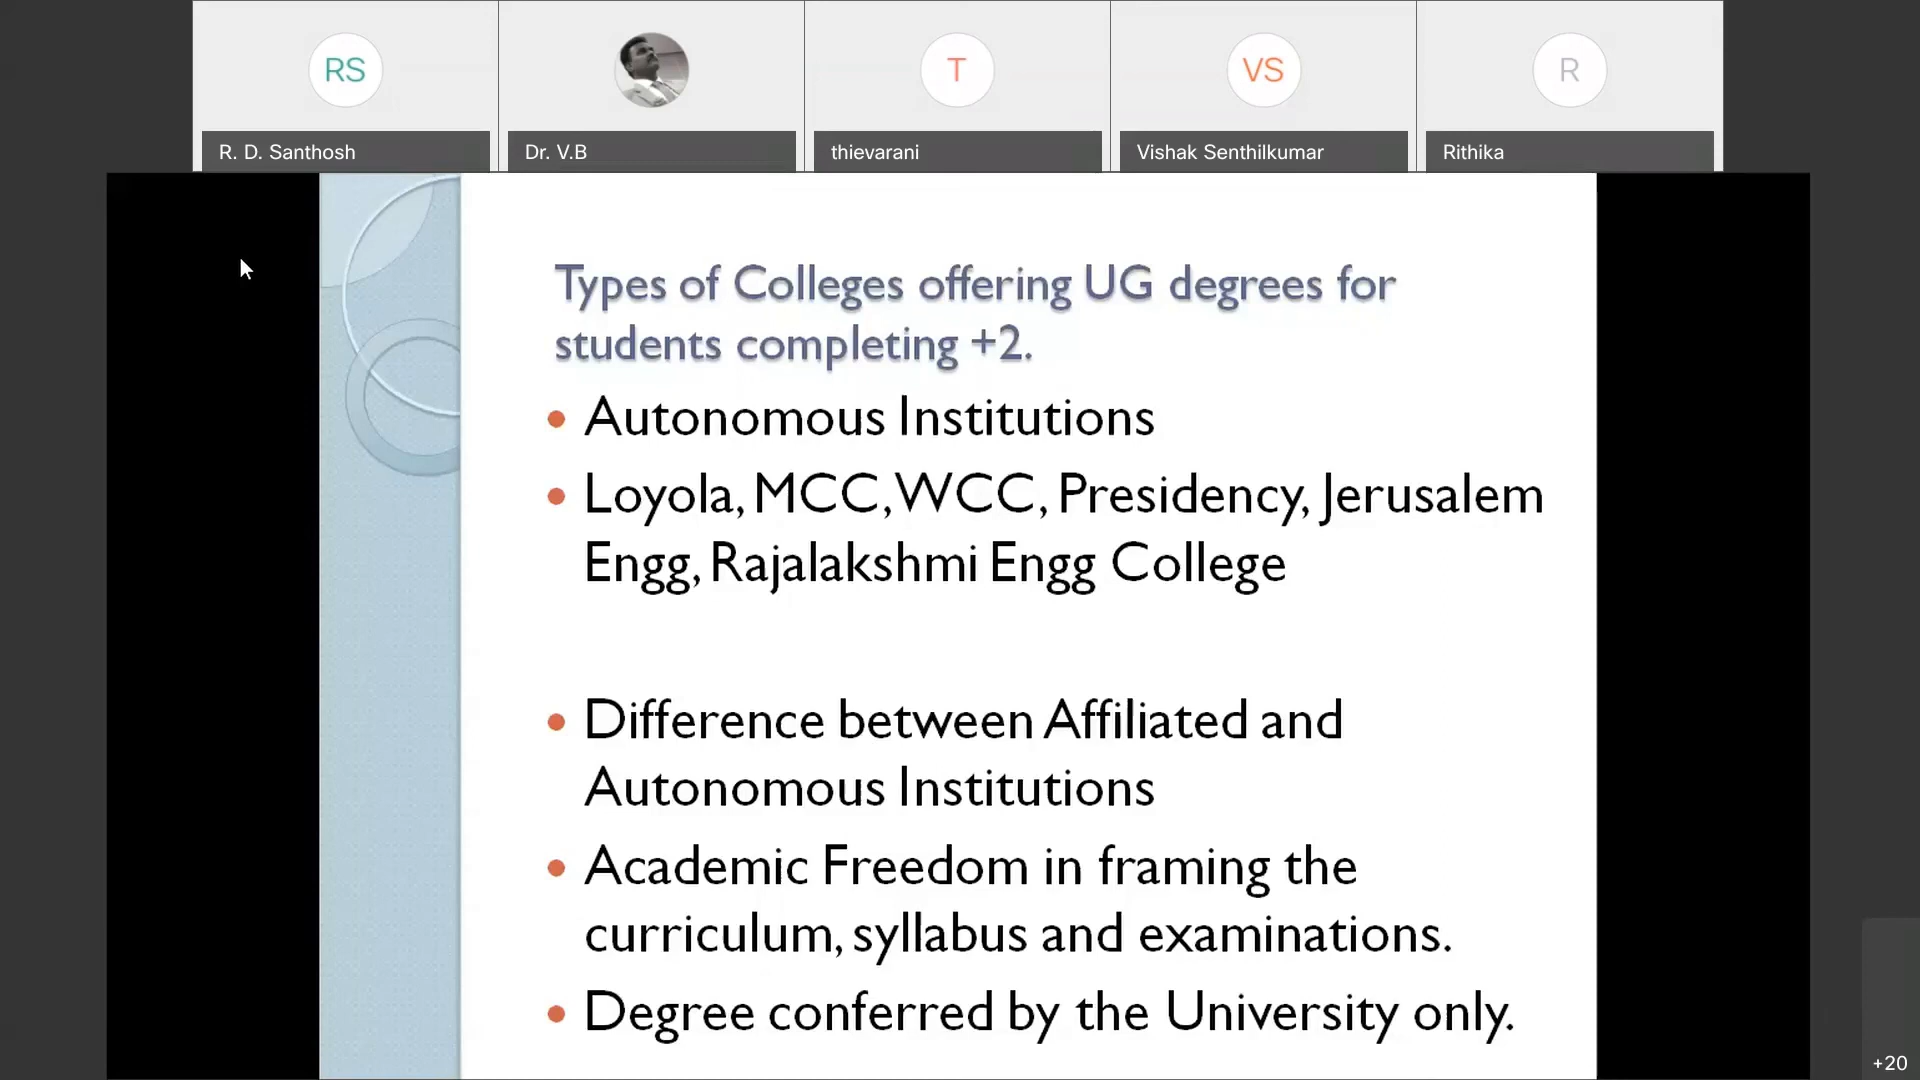 RS
T
VS
R
R. D. Santhosh
Dr. V.B
thievarani
Vishak Senthilkumar
Rithika
Types of Colleges offering UG degrees for
students completing +2.
• Autonomous Institutions
• Loyola, MCC, WCC, Presidency, Jerusalem
Engg, Rajalakshmi Engg College
• Difference between Affiliated and
Autonomous Institutions
• Academic Freedom in framing the
curriculum, syllabus and examinations.
• Degree conferred by the University only.
+20